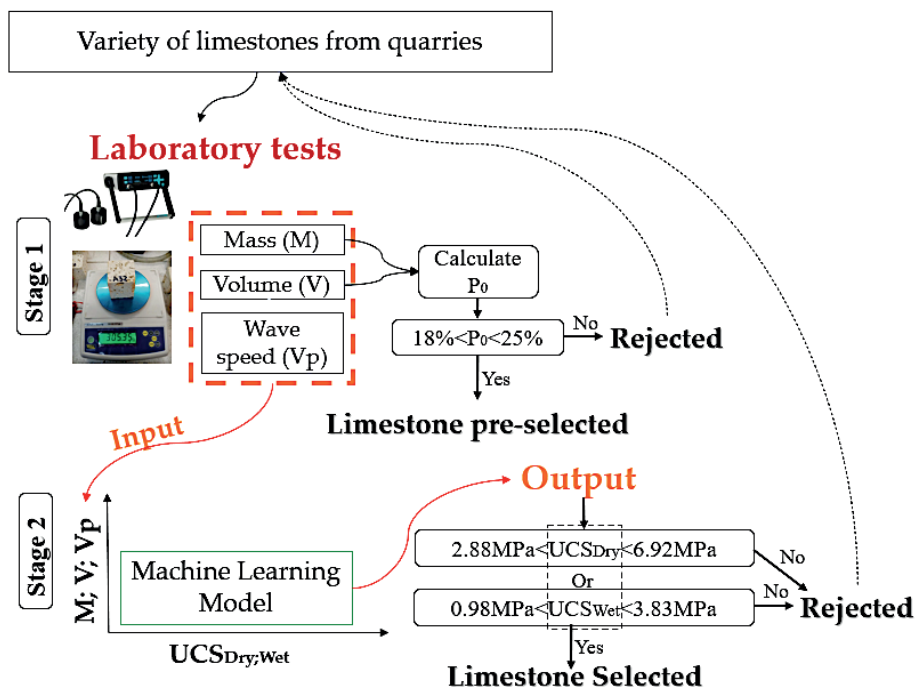 Variety of limestones from quarries
Laboratory tests
Stage 1
Mass (M)
Volume (V)
Wave
speed (Vp)
Calculate
P0
18%<P0<25%
No
Rejected
Yes
Limestone pre-selected
Input
Output
Stage 2
M; V; Vp
Machine Learning
Model
UCSDry;Wet
2.88MPa<UCSDry<6.92MPa
Or
0.98MPa<UCSWet<3.83MPa
No
No
Rejected
Yes
Limestone Selected